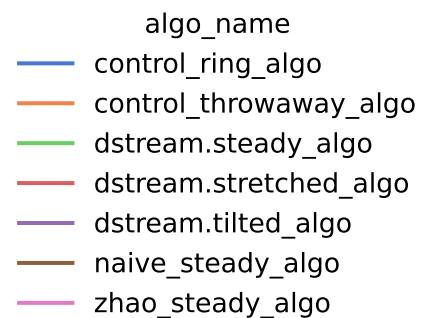 algo_name
control_ring_algo
control_throwaway_algo
dstream.steady_algo
dstream.stretched_algo
dstream.tilted_algo
naive_steady_algo
zhao_steady_algo